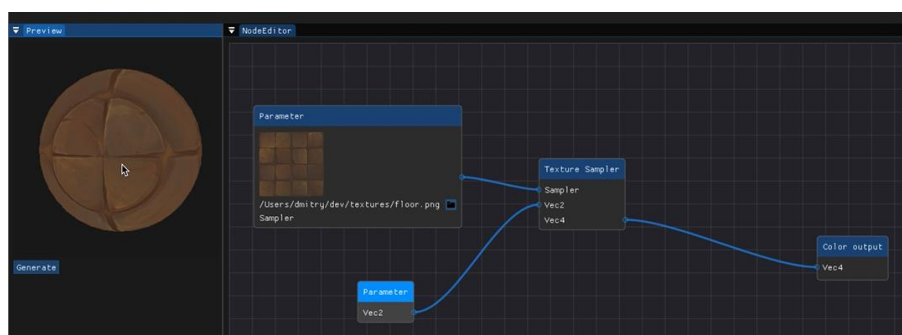 Preview
NodeEditor
Parameter
/Users/dmitry/dev/textures/floor.png
Sampler
Texture Sampler
Sampler
Vec2
Vec4
Color output
Vec4
Generate
Parameter
Vec2